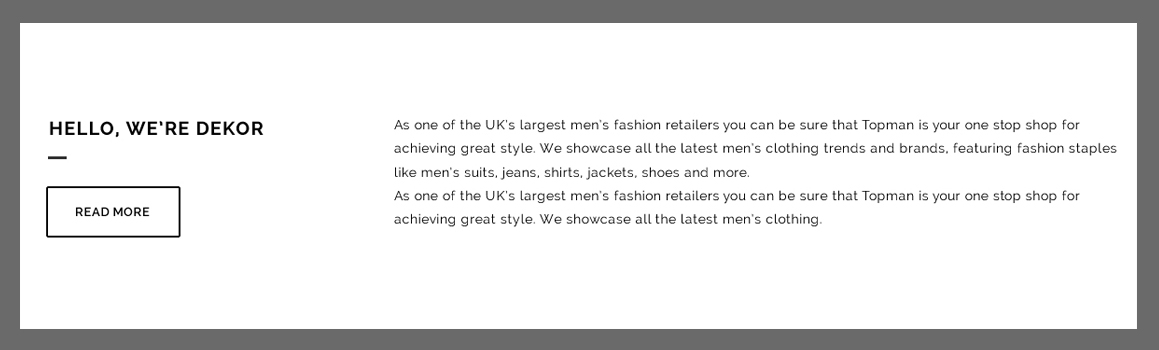 HELLO, WE'RE DEKOR
READ MORE
As one of the UK's largest men's fashion retailers you can be sure that Topman is your one stop shop for
achieving great style. We showcase all the latest men's clothing trends and brands, featuring fashion staples
like men's suits, jeans, shirts, jackets, shoes and more.
As one of the UK's largest men's fashion retailers you can be sure that Topman is your one stop shop for
achieving great style. We showcase all the latest men's clothing.